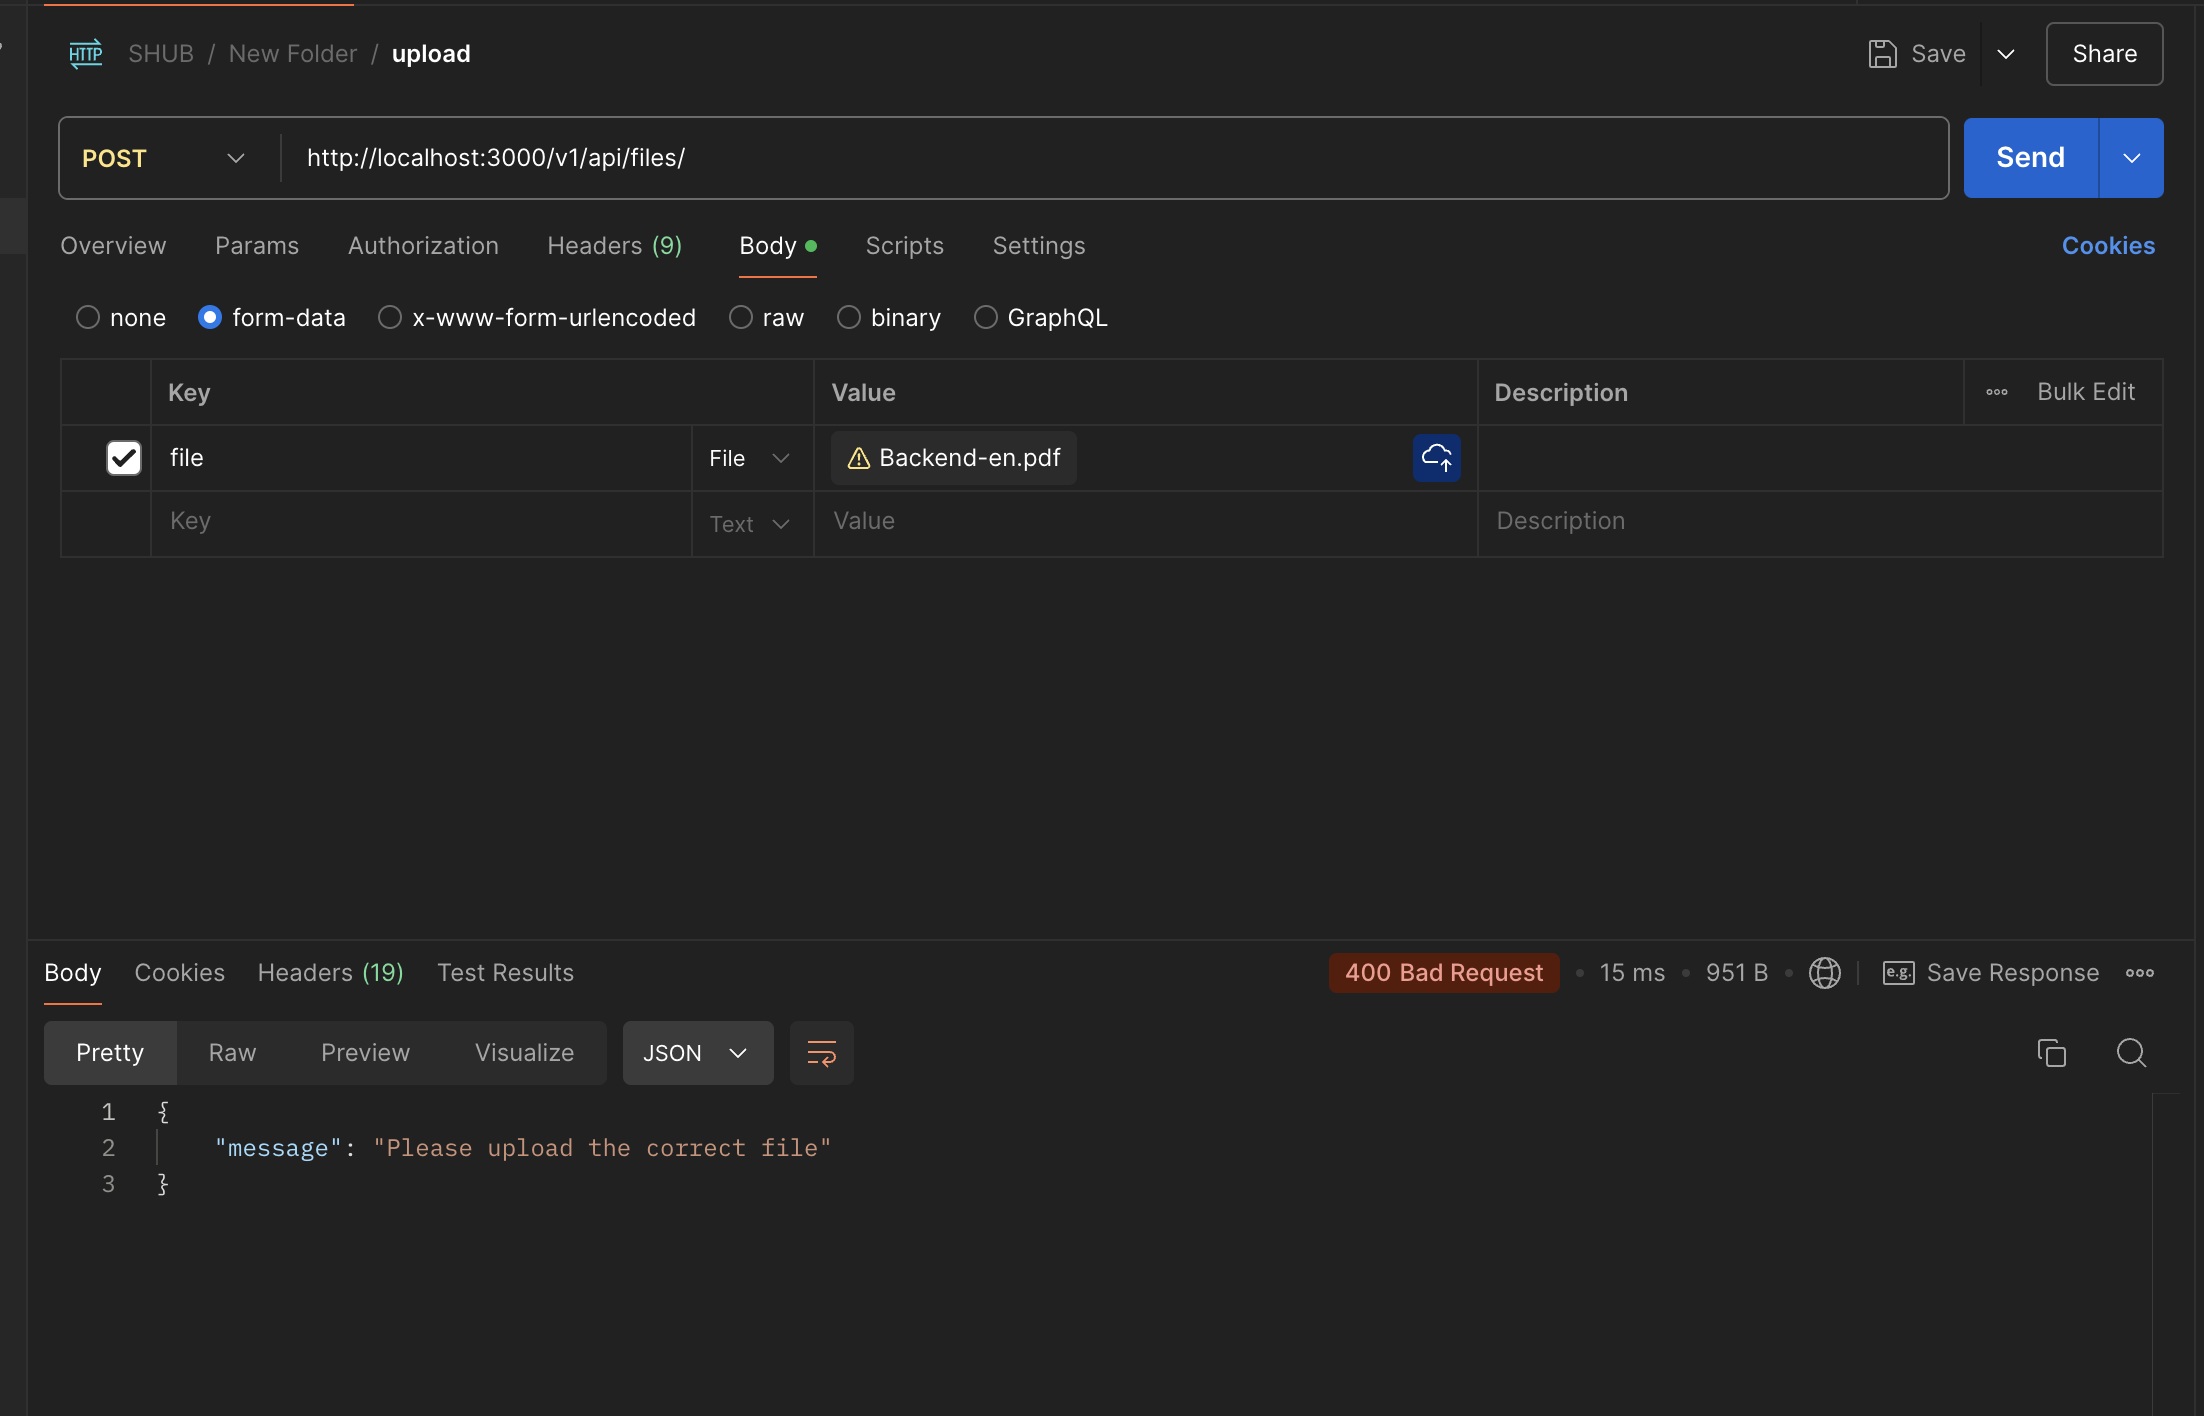 HTTP SHUB / New Folder / upload Save Share
POST http://localhost:3000/v1/api/files/ Send
Overview Params Authorization Headers (9) Body Scripts Settings Cookies
none form-data x-www-form-urlencoded raw binary GraphQL
Key Value Description Bulk Edit
file File Backend-en.pdf
Key Text Value Description
Body Cookies Headers (19) Test Results 400 Bad Request 15 ms 951 B e.g. Save Response
Pretty Raw Preview Visualize JSON
1 {
2 "message": "Please upload the correct file"
3 }